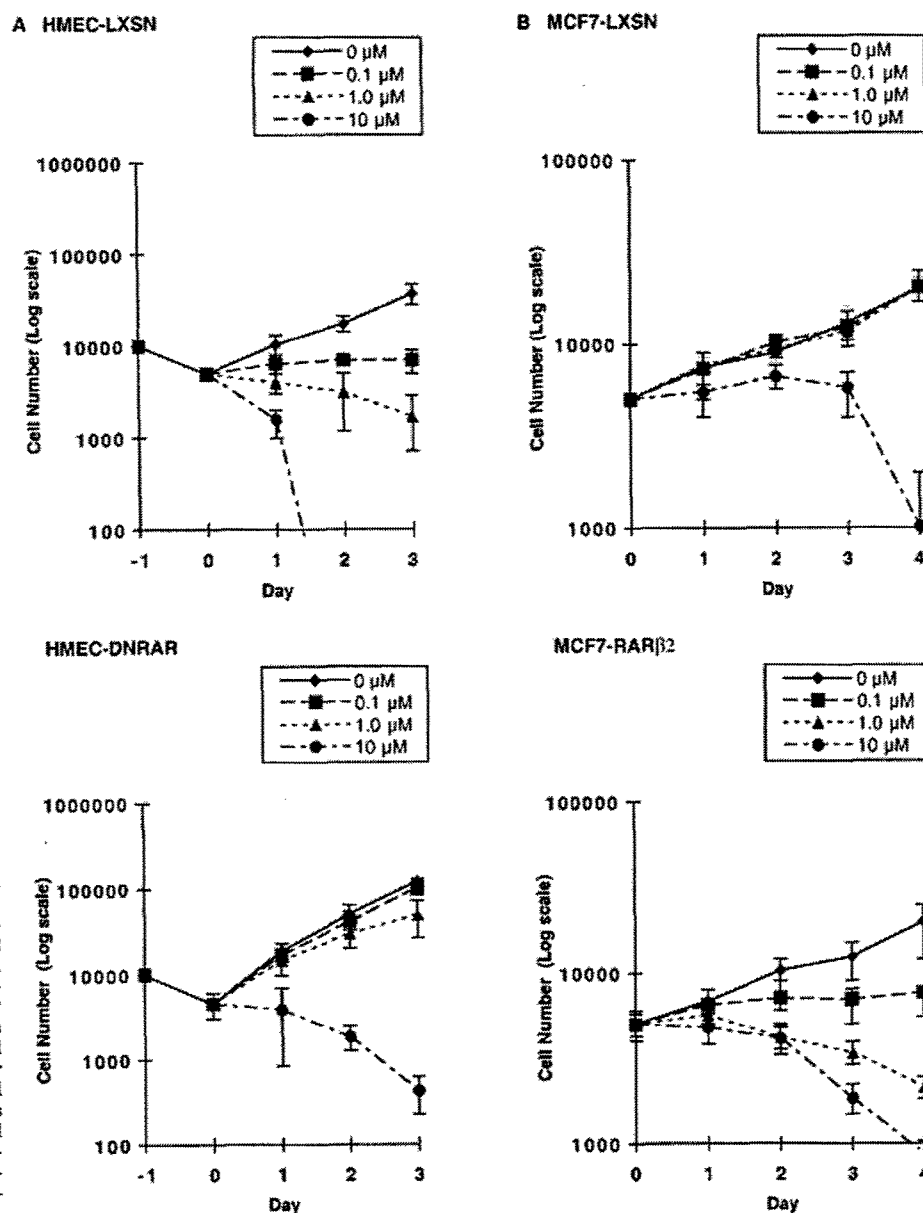 A HMEC-LXSN
0 µM
0.1 µM
1.0 µM
10 µM
1000000
100000
10000
1000
100
Cell Number (Log scale)
-1 0 1 2 3
Day
B MCF7-LXSN
0 µM
0.1 µM
1.0 µM
10 µM
100000
10000
1000
Cell Number (Log scale)
0 1 2 3 4
Day
HMEC-DNRAR
0 µM
0.1 µM
1.0 µM
10 µM
1000000
100000
10000
1000
100
Cell Number (Log scale)
-1 0 1 2 3
Day
MCF7-RARβ2
0 µM
0.1 µM
1.0 µM
10 µM
100000
10000
1000
Cell Number (Log scale)
0 1 2 3 4
Day